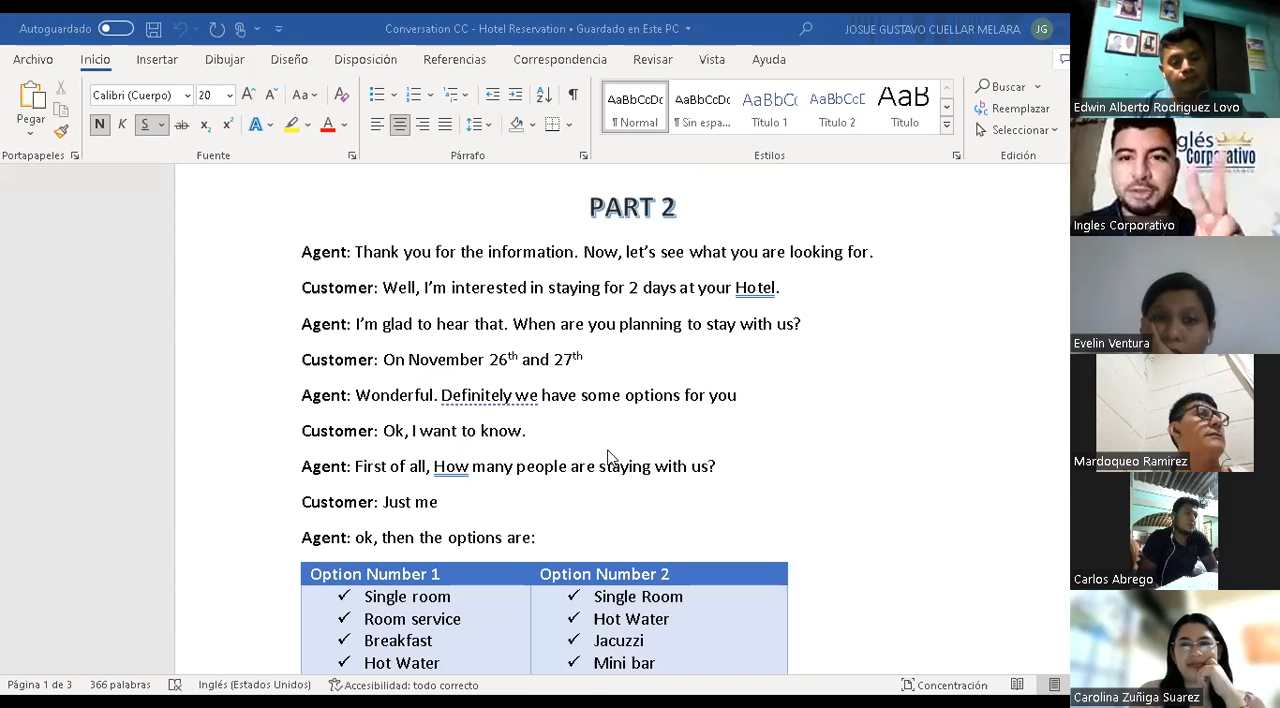 Autoguardado
Conversation CC - Hotel Reservation • Guardado en Este PC
JOSUE GUSTAVO CUELLAR MELARA
JG
Archivo Inicio Insertar Dibujar Diseño Disposición Referencias Correspondencia Revisar Vista Ayuda
Pegar
Calibri (Cuerpo) 20
N K S ab x₂ x²
AaBbCcDc AaBbCcDc AaBbC( AaBbCcC AaB
¶ Normal ¶ Sin espa... Título 1 Título 2 Título
Buscar
Reemplazar
Seleccionar
Portapapeles Fuente Párrafo Estilos Edición
PART 2
Agent: Thank you for the information. Now, let's see what you are looking for.
Customer: Well, I'm interested in staying for 2 days at your Hotel.
Agent: I'm glad to hear that. When are you planning to stay with us?
Customer: On November 26th and 27th
Agent: Wonderful. Definitely we have some options for you
Customer: Ok, I want to know.
Agent: First of all, How many people are staying with us?
Customer: Just me
Agent: ok, then the options are:
Option Number 1 Option Number 2
✓ Single room ✓ Single Room
✓ Room service ✓ Hot Water
✓ Breakfast ✓ Jacuzzi
✓ Hot Water ✓ Mini bar
Página 1 de 3 366 palabras Inglés (Estados Unidos) Accesibilidad: todo correcto Concentración
Edwin Alberto Rodriguez Lovo
glés
Corporativo
Ingles Corporativo
Evelin Ventura
Mardoqueo Ramirez
Carlos Abrego
Carolina Zuñiga Suarez